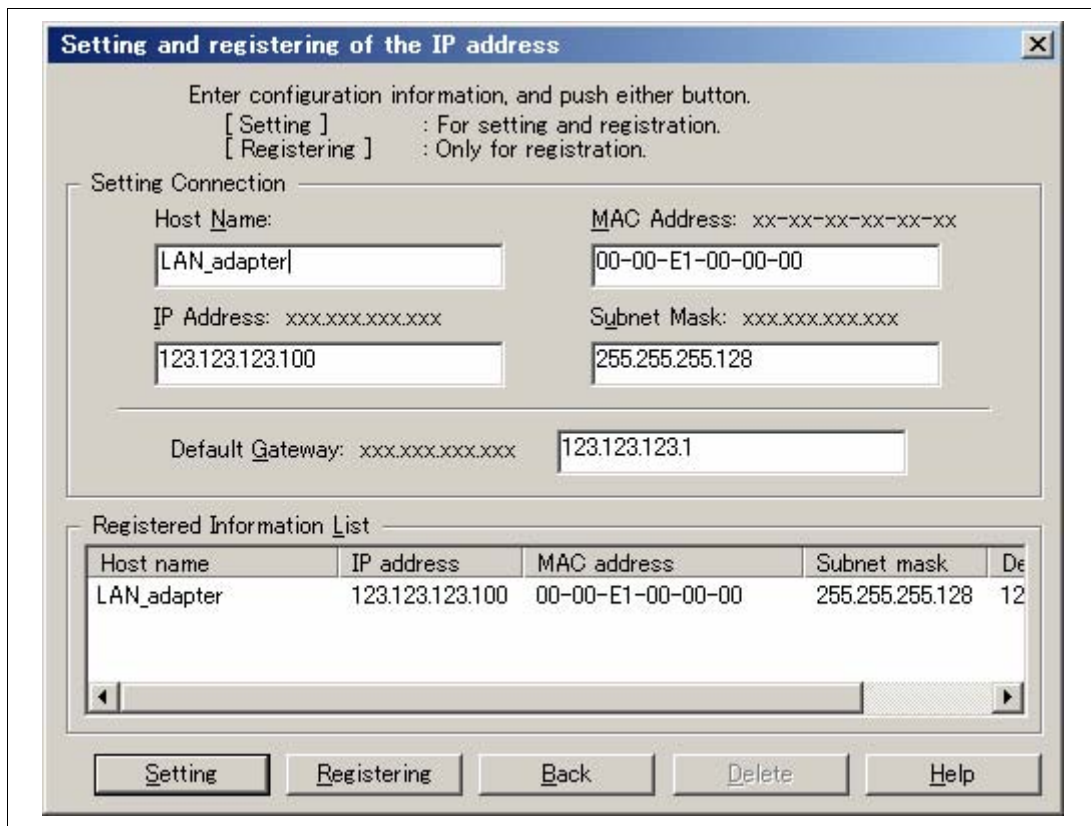 Setting and registering of the IP address
Enter configuration information, and push either button.
[ Setting ] : For setting and registration.
[ Registering ] : Only for registration.
Setting Connection
Host Name: MAC Address: xx-xx-xx-xx-xx-xx
LAN_adapter 00-00-E1-00-00-00
IP Address: xxx.xxx.xxx.xxx Subnet Mask: xxx.xxx.xxx.xxx
123.123.123.100 255.255.255.128
Default Gateway: xxx.xxx.xxx.xxx 123.123.123.1
Registered Information List
Host name IP address MAC address Subnet mask De
LAN_adapter 123.123.123.100 00-00-E1-00-00-00 255.255.255.128 12
Setting Registering Back Delete Help